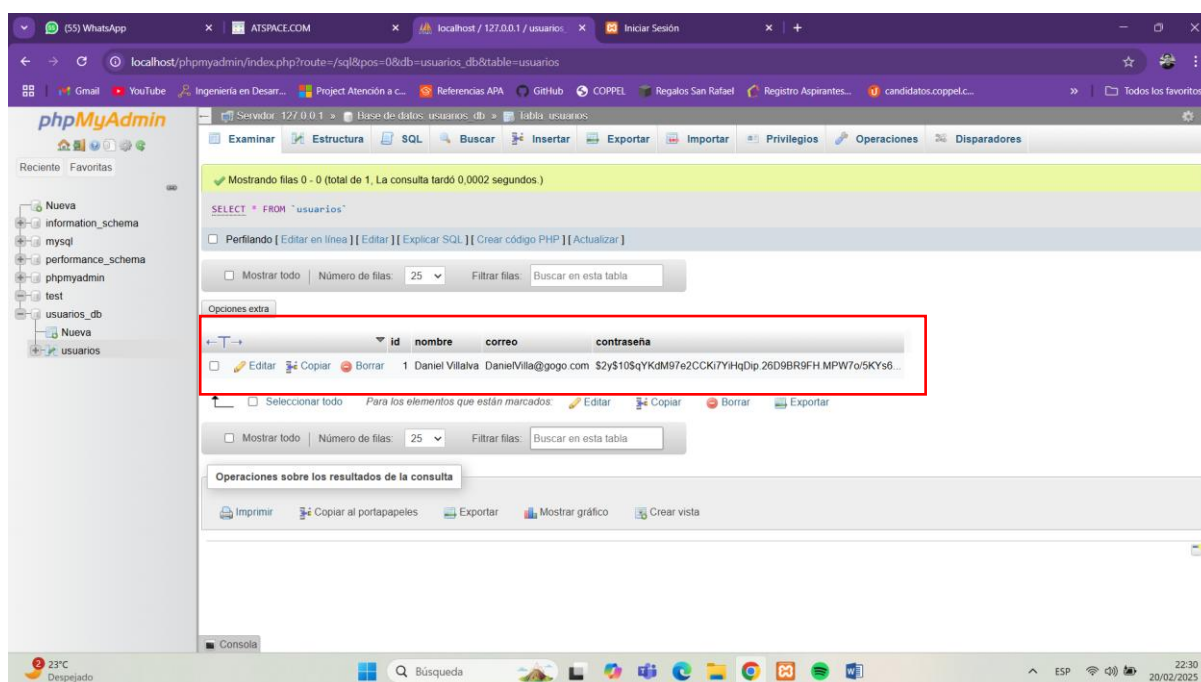 (55) WhatsApp
ATSPACE.COM
localhost / 127.0.0.1 / usuarios_
Iniciar Sesión
localhost/phpmyadmin/index.php?route=/sql&pos=0&db=usuarios_db&table=usuarios
Gmail YouTube Ingeniería en Desarr... Project Atención a c... Referencias APA GitHub COPPEL Regalos San Rafael Registro Aspirantes... candidatos.coppel.c... » Todos los favoritos
phpMyAdmin
Reciente Favoritas
Nueva
information_schema
mysql
performance_schema
phpmyadmin
test
usuarios_db
Nueva
usuarios
Servidor: 127.0.0.1 » Base de datos: usuarios_db » Tabla: usuarios
Examinar Estructura SQL Buscar Insertar Exportar Importar Privilegios Operaciones Disparadores
Mostrando filas 0 - 0 (total de 1, La consulta tardó 0,0002 segundos.)
SELECT * FROM `usuarios`
Perfilando [ Editar en línea ] [ Editar ] [ Explicar SQL ] [ Crear código PHP ] [ Actualizar ]
Mostrar todo | Número de filas: 25 Filtrar filas: Buscar en esta tabla
Opciones extra
←T→ id nombre correo contraseña
Editar Copiar Borrar 1 Daniel Villalva DanielVilla@gogo.com $2y$10$qYKdM97e2CCKi7YiHqDip.26D9BR9FH.MPW7o/5KYs6...
Seleccionar todo Para los elementos que están marcados: Editar Copiar Borrar Exportar
Mostrar todo | Número de filas: 25 Filtrar filas: Buscar en esta tabla
Operaciones sobre los resultados de la consulta
Imprimir Copiar al portapapeles Exportar Mostrar gráfico Crear vista
Consola
2 23°C
Despejado
Búsqueda
ESP
22:30
20/02/2025